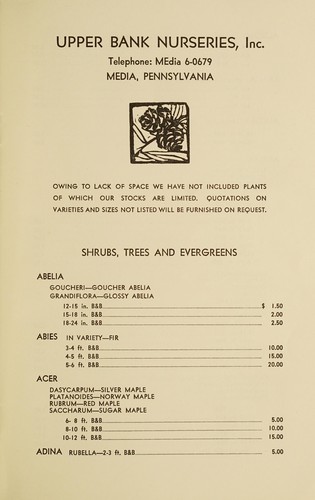 UPPER BANK NURSERIES, Inc.
Telephone: MEdia 6-0679
MEDIA, PENNSYLVANIA
OWING TO LACK OF SPACE WE HAVE NOT INCLUDED PLANTS
OF WHICH OUR STOCKS ARE LIMITED. QUOTATIONS ON
VARIETIES AND SIZES NOT LISTED WILL BE FURNISHED ON REQUEST.
SHRUBS, TREES AND EVERGREENS
ABELIA
GOUCHERI—GOUCHER ABELIA
GRANDIFLORA—GLOSSY ABELIA
12-15 in. B&B $ 1.50
15-18 in. B&B 2.00
18-24 in. B&B 2.50
ABIES IN VARIETY—FIR
3-4 ft. B&B 10.00
4-5 ft. B&B 15.00
5-6 ft. B&B 20.00
ACER
DASYCARPUM—SILVER MAPLE
PLATANOIDES—NORWAY MAPLE
RUBRUM—RED MAPLE
SACCHARUM—SUGAR MAPLE
6- 8 ft. B&B 5.00
8-10 ft. B&B 10.00
10-12 ft. B&B 15.00
ADINA RUBELLA—2-3 ft. B&B 5.00